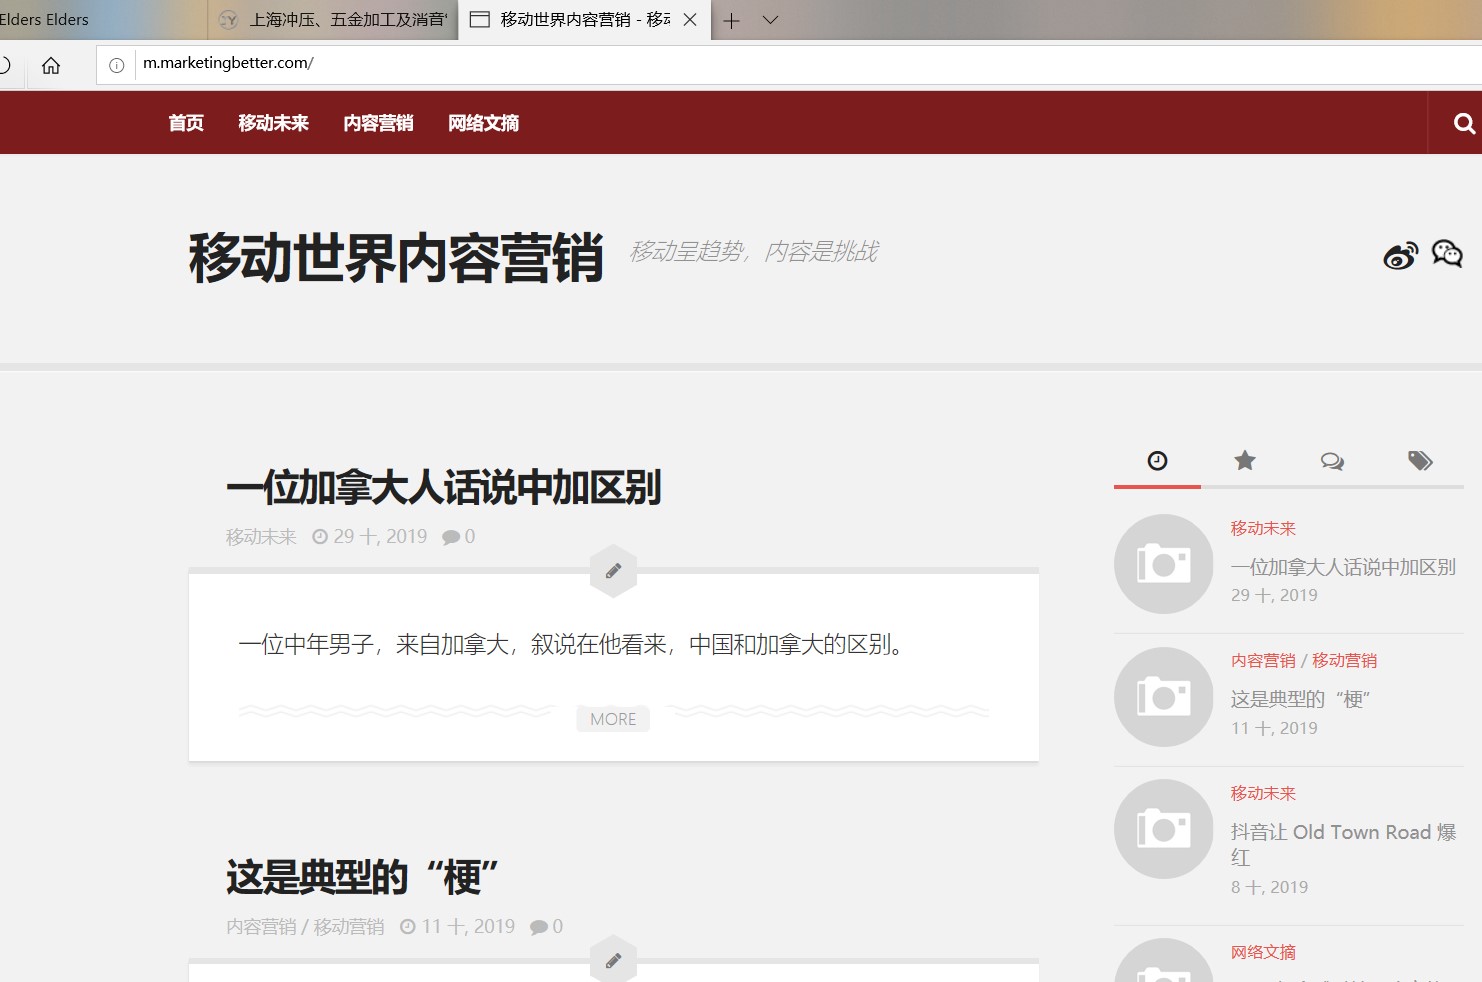 Elders Elders
上海冲压、五金加工及消音
移动世界内容营销 - 移动
m.marketingbetter.com/
首页 移动未来 内容营销 网络文摘
移动世界内容营销
移动呈趋势，内容是挑战
一位加拿大人话说中加区别
移动未来 29 十, 2019 0
一位中年男子，来自加拿大，叙说在他看来，中国和加拿大的区别。
MORE
这是典型的“梗”
内容营销 / 移动营销 11 十, 2019 0
移动未来
一位加拿大人话说中加区别
29 十, 2019
内容营销 / 移动营销
这是典型的“梗”
11 十, 2019
移动未来
抖音让 Old Town Road 爆
红
8 十, 2019
网络文摘